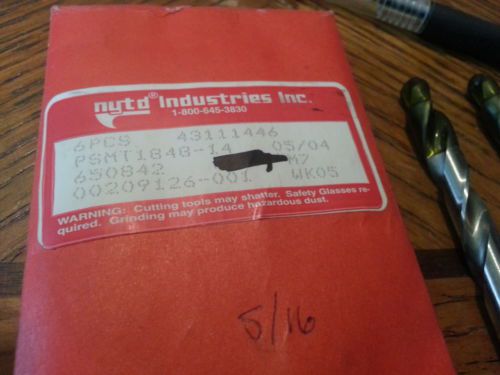 nytd® Industries Inc.
1-800-645-3830
6PCS 43111446
PSMT1848-14 05/04
650842 M7
00209126-001 WK05
WARNING: Cutting tools may shatter. Safety Glasses re-
quired. Grinding may produce hazardous dust.
5/16